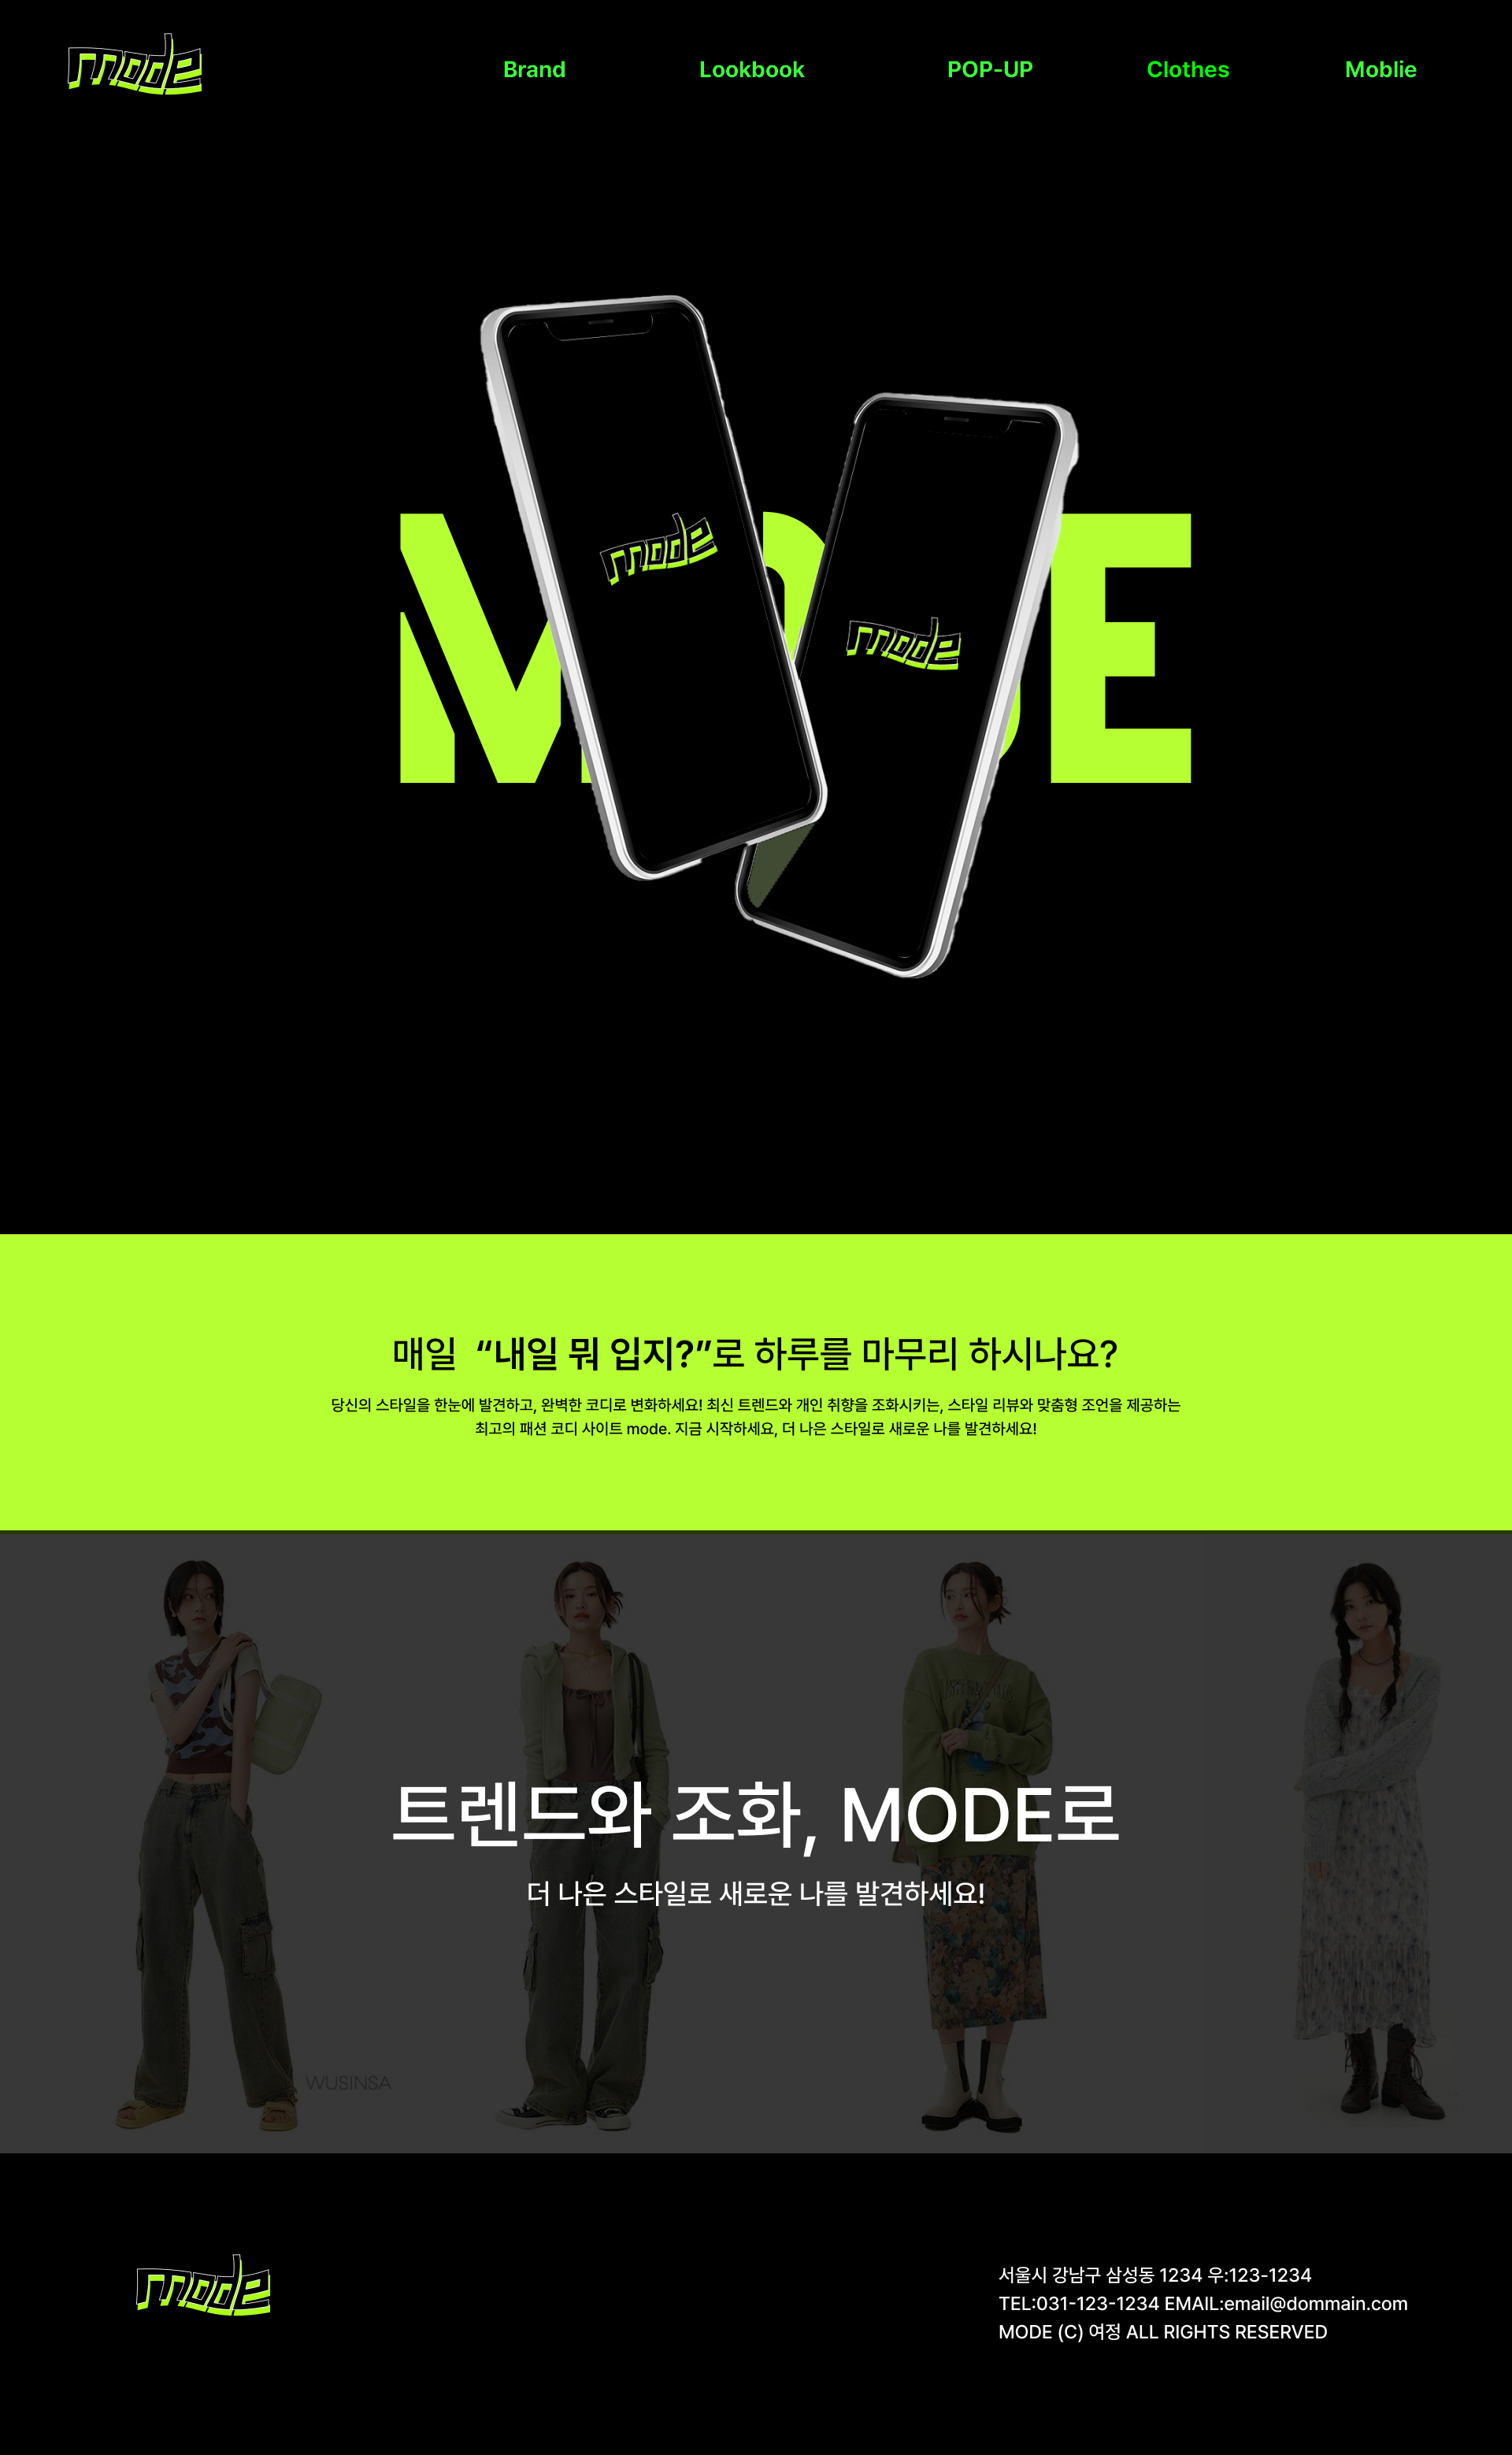 mode
Brand Lookbook POP-UP Clothes Moblie
MODE
mode
mode
매일 “내일 뭐 입지?”로 하루를 마무리 하시나요?
당신의 스타일을 한눈에 발견하고, 완벽한 코디로 변화하세요! 최신 트렌드와 개인 취향을 조화시키는, 스타일 리뷰와 맞춤형 조언을 제공하는
최고의 패션 코디 사이트 mode. 지금 시작하세요, 더 나은 스타일로 새로운 나를 발견하세요!
트렌드와 조화, MODE로
더 나은 스타일로 새로운 나를 발견하세요!
WUSINSA
mode
서울시 강남구 삼성동 1234 우:123-1234
TEL:031-123-1234 EMAIL:email@dommain.com
MODE (C) 여정 ALL RIGHTS RESERVED